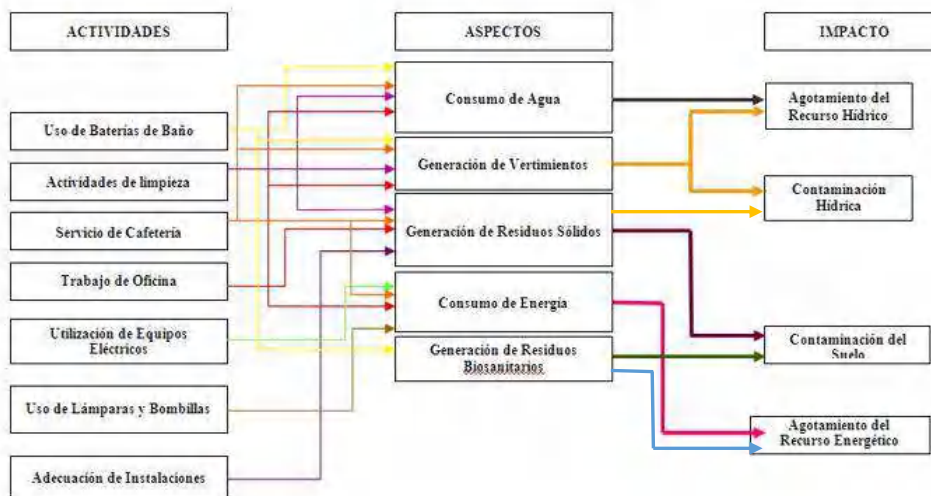 ACTIVIDADES
ASPECTOS
IMPACTO
Uso de Baterías de Baño
Actividades de limpieza
Servicio de Cafetería
Trabajo de Oficina
Utilización de Equipos
Eléctricos
Uso de Lámparas y Bombillas
Adecuación de Instalaciones
Consumo de Agua
Generación de Vertimientos
Generación de Residuos Sólidos
Consumo de Energía
Generación de Residuos
Biosanitarios
Agotamiento del
Recurso Hídrico
Contaminación
Hídrica
Contaminación del
Suelo
Agotamiento del
Recurso Energético